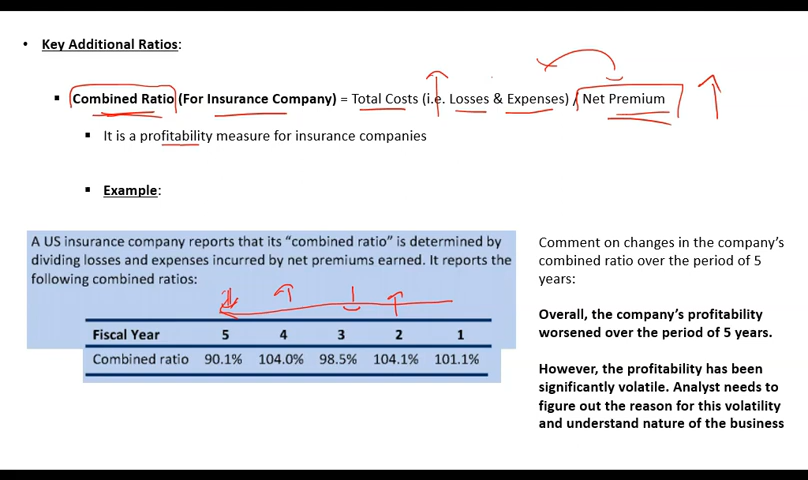 • Key Additional Ratios:
▪ Combined Ratio (For Insurance Company) = Total Costs (i.e. Losses & Expenses) / Net Premium
▪ It is a profitability measure for insurance companies
▪ Example:
A US insurance company reports that its “combined ratio” is determined by
dividing losses and expenses incurred by net premiums earned. It reports the
following combined ratios:
Fiscal Year 5 4 3 2 1
Combined ratio 90.1% 104.0% 98.5% 104.1% 101.1%
Comment on changes in the company’s
combined ratio over the period of 5
years:
Overall, the company’s profitability
worsened over the period of 5 years.
However, the profitability has been
significantly volatile. Analyst needs to
figure out the reason for this volatility
and understand nature of the business